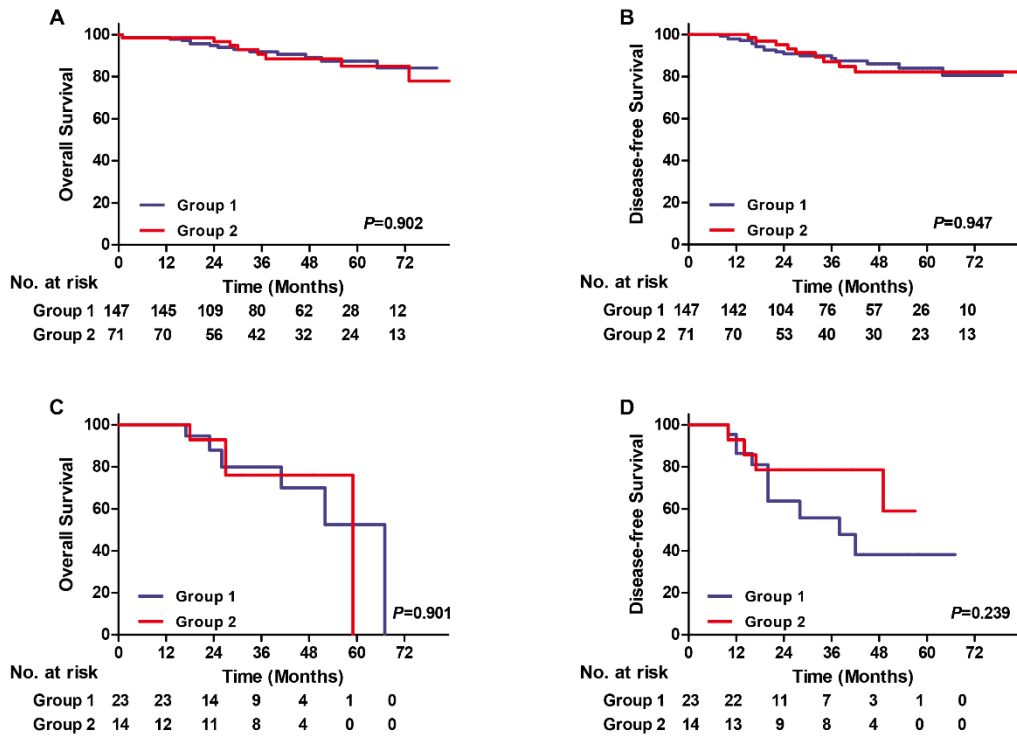 A
Overall Survival
100
80
60
40
20
0
Group 1
Group 2
P=0.902
0 12 24 36 48 60 72
Time (Months)
No. at risk
Group 1 147 145 109 80 62 28 12
Group 2 71 70 56 42 32 24 13
B
Disease-free Survival
100
80
60
40
20
0
Group 1
Group 2
P=0.947
0 12 24 36 48 60 72
Time (Months)
No. at risk
Group 1 147 142 104 76 57 26 10
Group 2 71 70 53 40 30 23 13
C
Overall Survival
100
80
60
40
20
0
Group 1
Group 2
P=0.901
0 12 24 36 48 60 72
Time (Months)
No. at risk
Group 1 23 23 14 9 4 1 0
Group 2 14 12 11 8 4 0 0
D
Disease-free Survival
100
80
60
40
20
0
Group 1
Group 2
P=0.239
0 12 24 36 48 60 72
Time (Months)
No. at risk
Group 1 23 22 11 7 3 1 0
Group 2 14 13 9 8 4 0 0